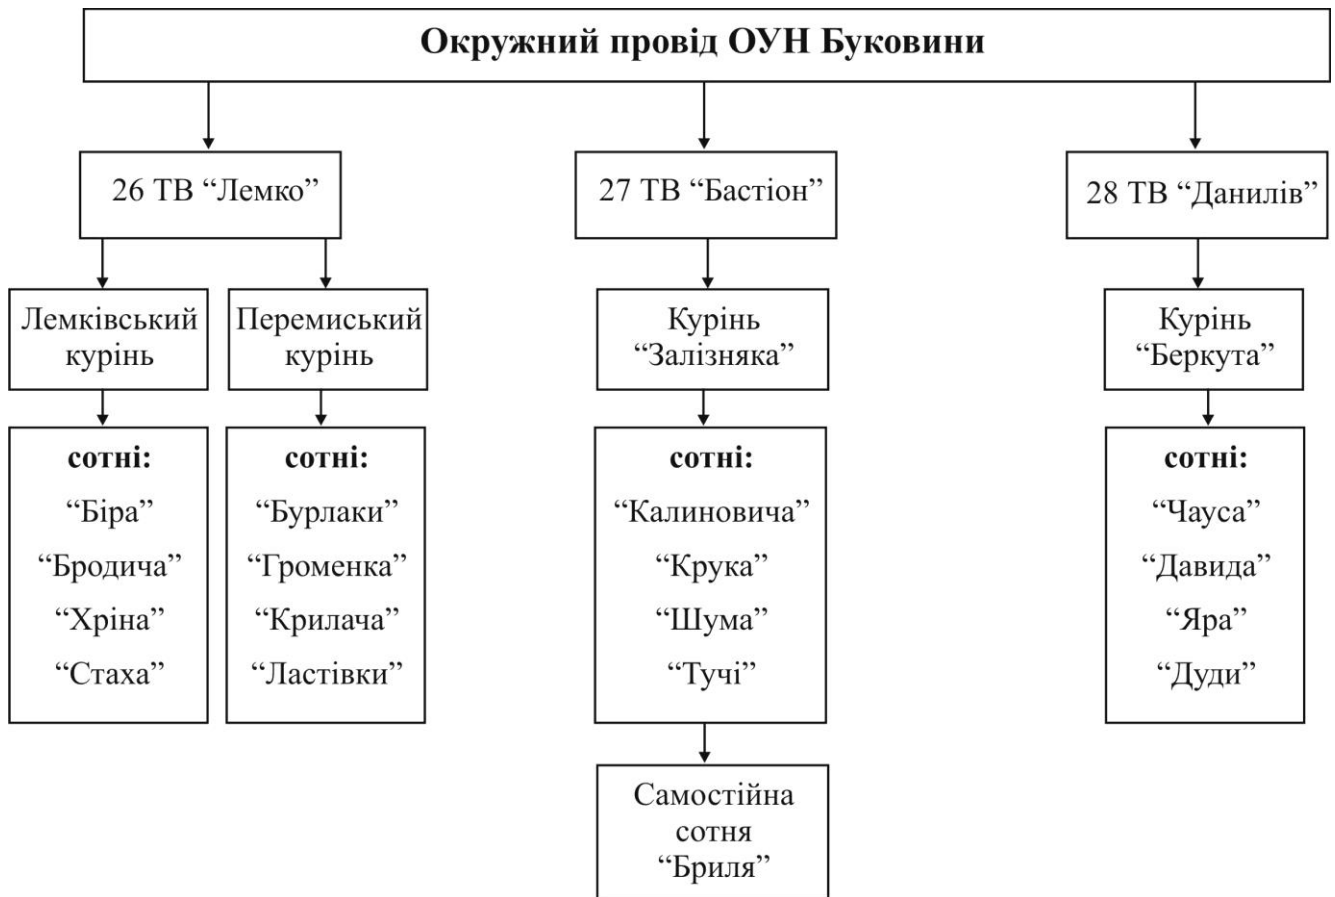 Окружний провід ОУН Буковини
26 ТВ “Лемко”
27 ТВ “Бастіон”
28 ТВ “Данилів”
Лемківський
курінь
Перемиський
курінь
Курінь
“Залізняка”
Курінь
“Беркута”
сотні:
“Біра”
“Бродича”
“Хріна”
“Стаха”
сотні:
“Бурлаки”
“Громенка”
“Крилача”
“Ластівки”
сотні:
“Калиновича”
“Крука”
“Шума”
“Тучі”
сотні:
“Чауса”
“Давида”
“Яра”
“Дуди”
Самостійна
сотня
“Бриля”